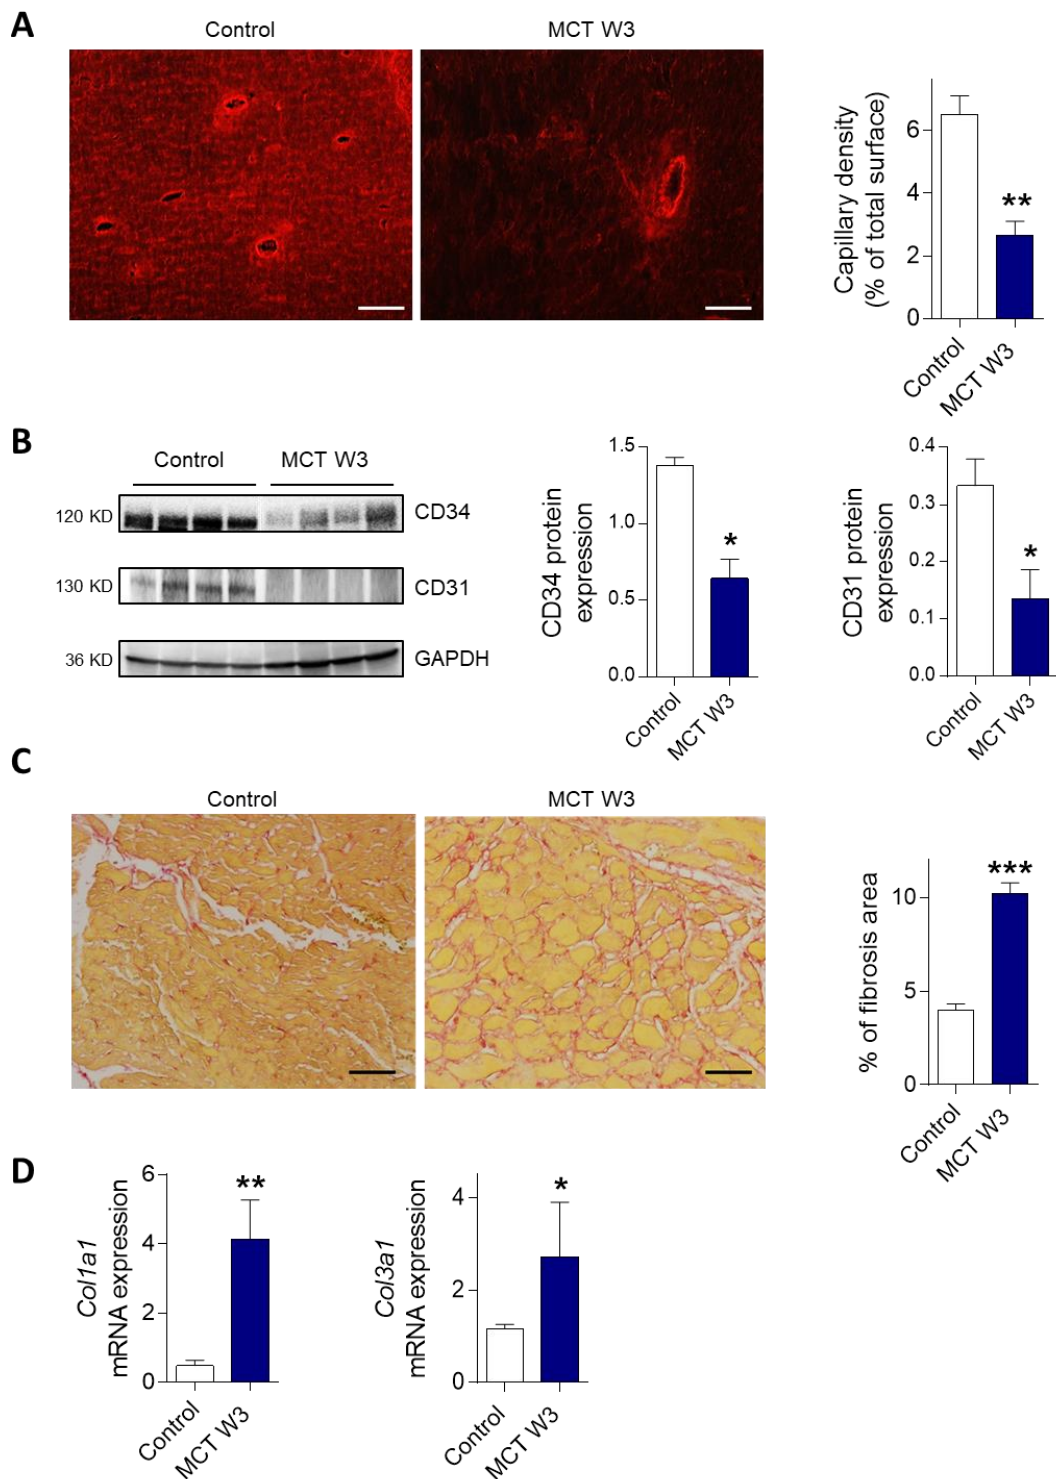 A
Control
MCT W3
Capillary density
(% of total surface)
6
4
2
0
**
Control
MCT W3
B
Control
MCT W3
120 KD
CD34
130 KD
CD31
36 KD
GAPDH
CD34 protein
expression
1.5
1.0
0.5
0.0
*
Control
MCT W3
CD31 protein
expression
0.4
0.3
0.2
0.1
0.0
*
Control
MCT W3
C
Control
MCT W3
% of fibrosis area
10
5
0
***
Control
MCT W3
D
Col1a1
mRNA expression
6
4
2
0
**
Control
MCT W3
Col3a1
mRNA expression
4
2
0
*
Control
MCT W3